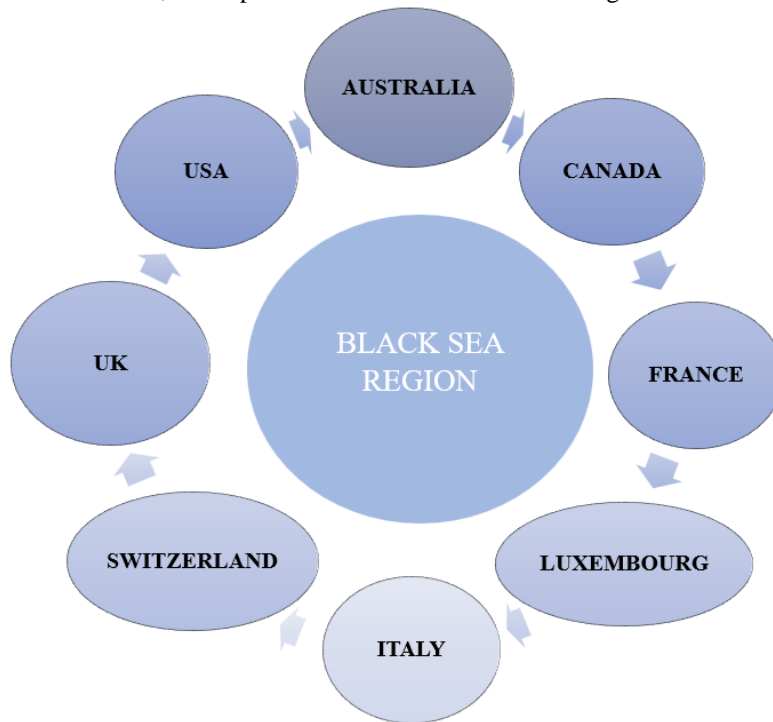 AUSTRALIA
USA
CANADA
BLACK SEA
REGION
UK
FRANCE
SWITZERLAND
LUXEMBOURG
ITALY